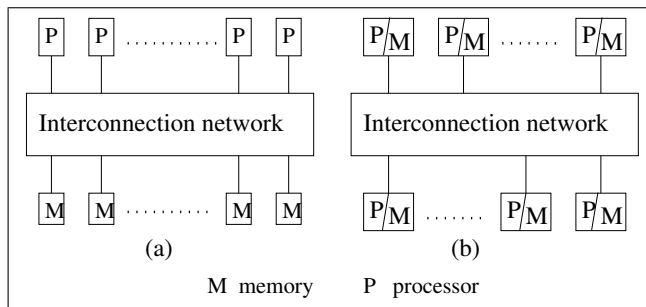 P P ........... P P P/M P/M ....... P/M
Interconnection network Interconnection network
M M ........... M M P/M ....... P/M P/M
(a) (b)
M memory P processor